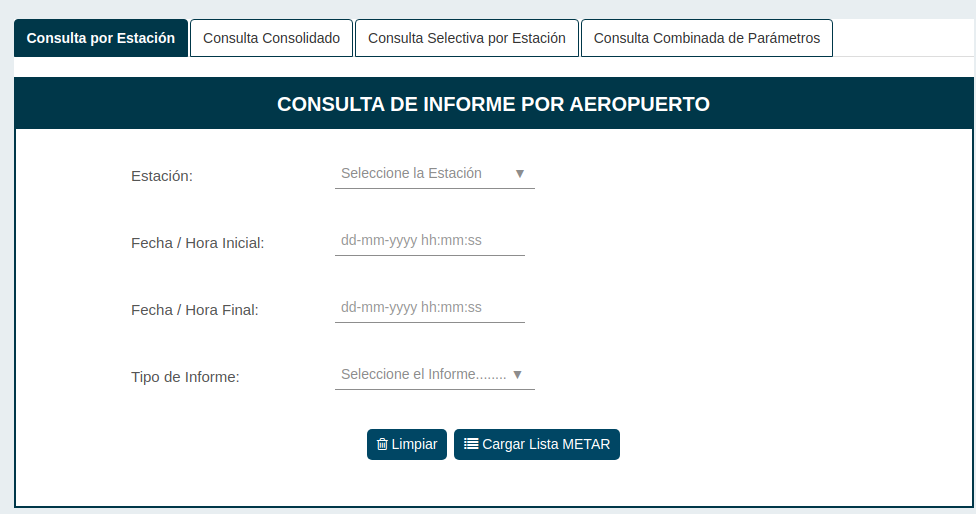 Consulta por Estación Consulta Consolidado Consulta Selectiva por Estación Consulta Combinada de Parámetros
CONSULTA DE INFORME POR AEROPUERTO
Estación: Seleccione la Estación ▼
Fecha / Hora Inicial: dd-mm-yyyy hh:mm:ss
Fecha / Hora Final: dd-mm-yyyy hh:mm:ss
Tipo de Informe: Seleccione el Informe........ ▼
Limpiar Cargar Lista METAR